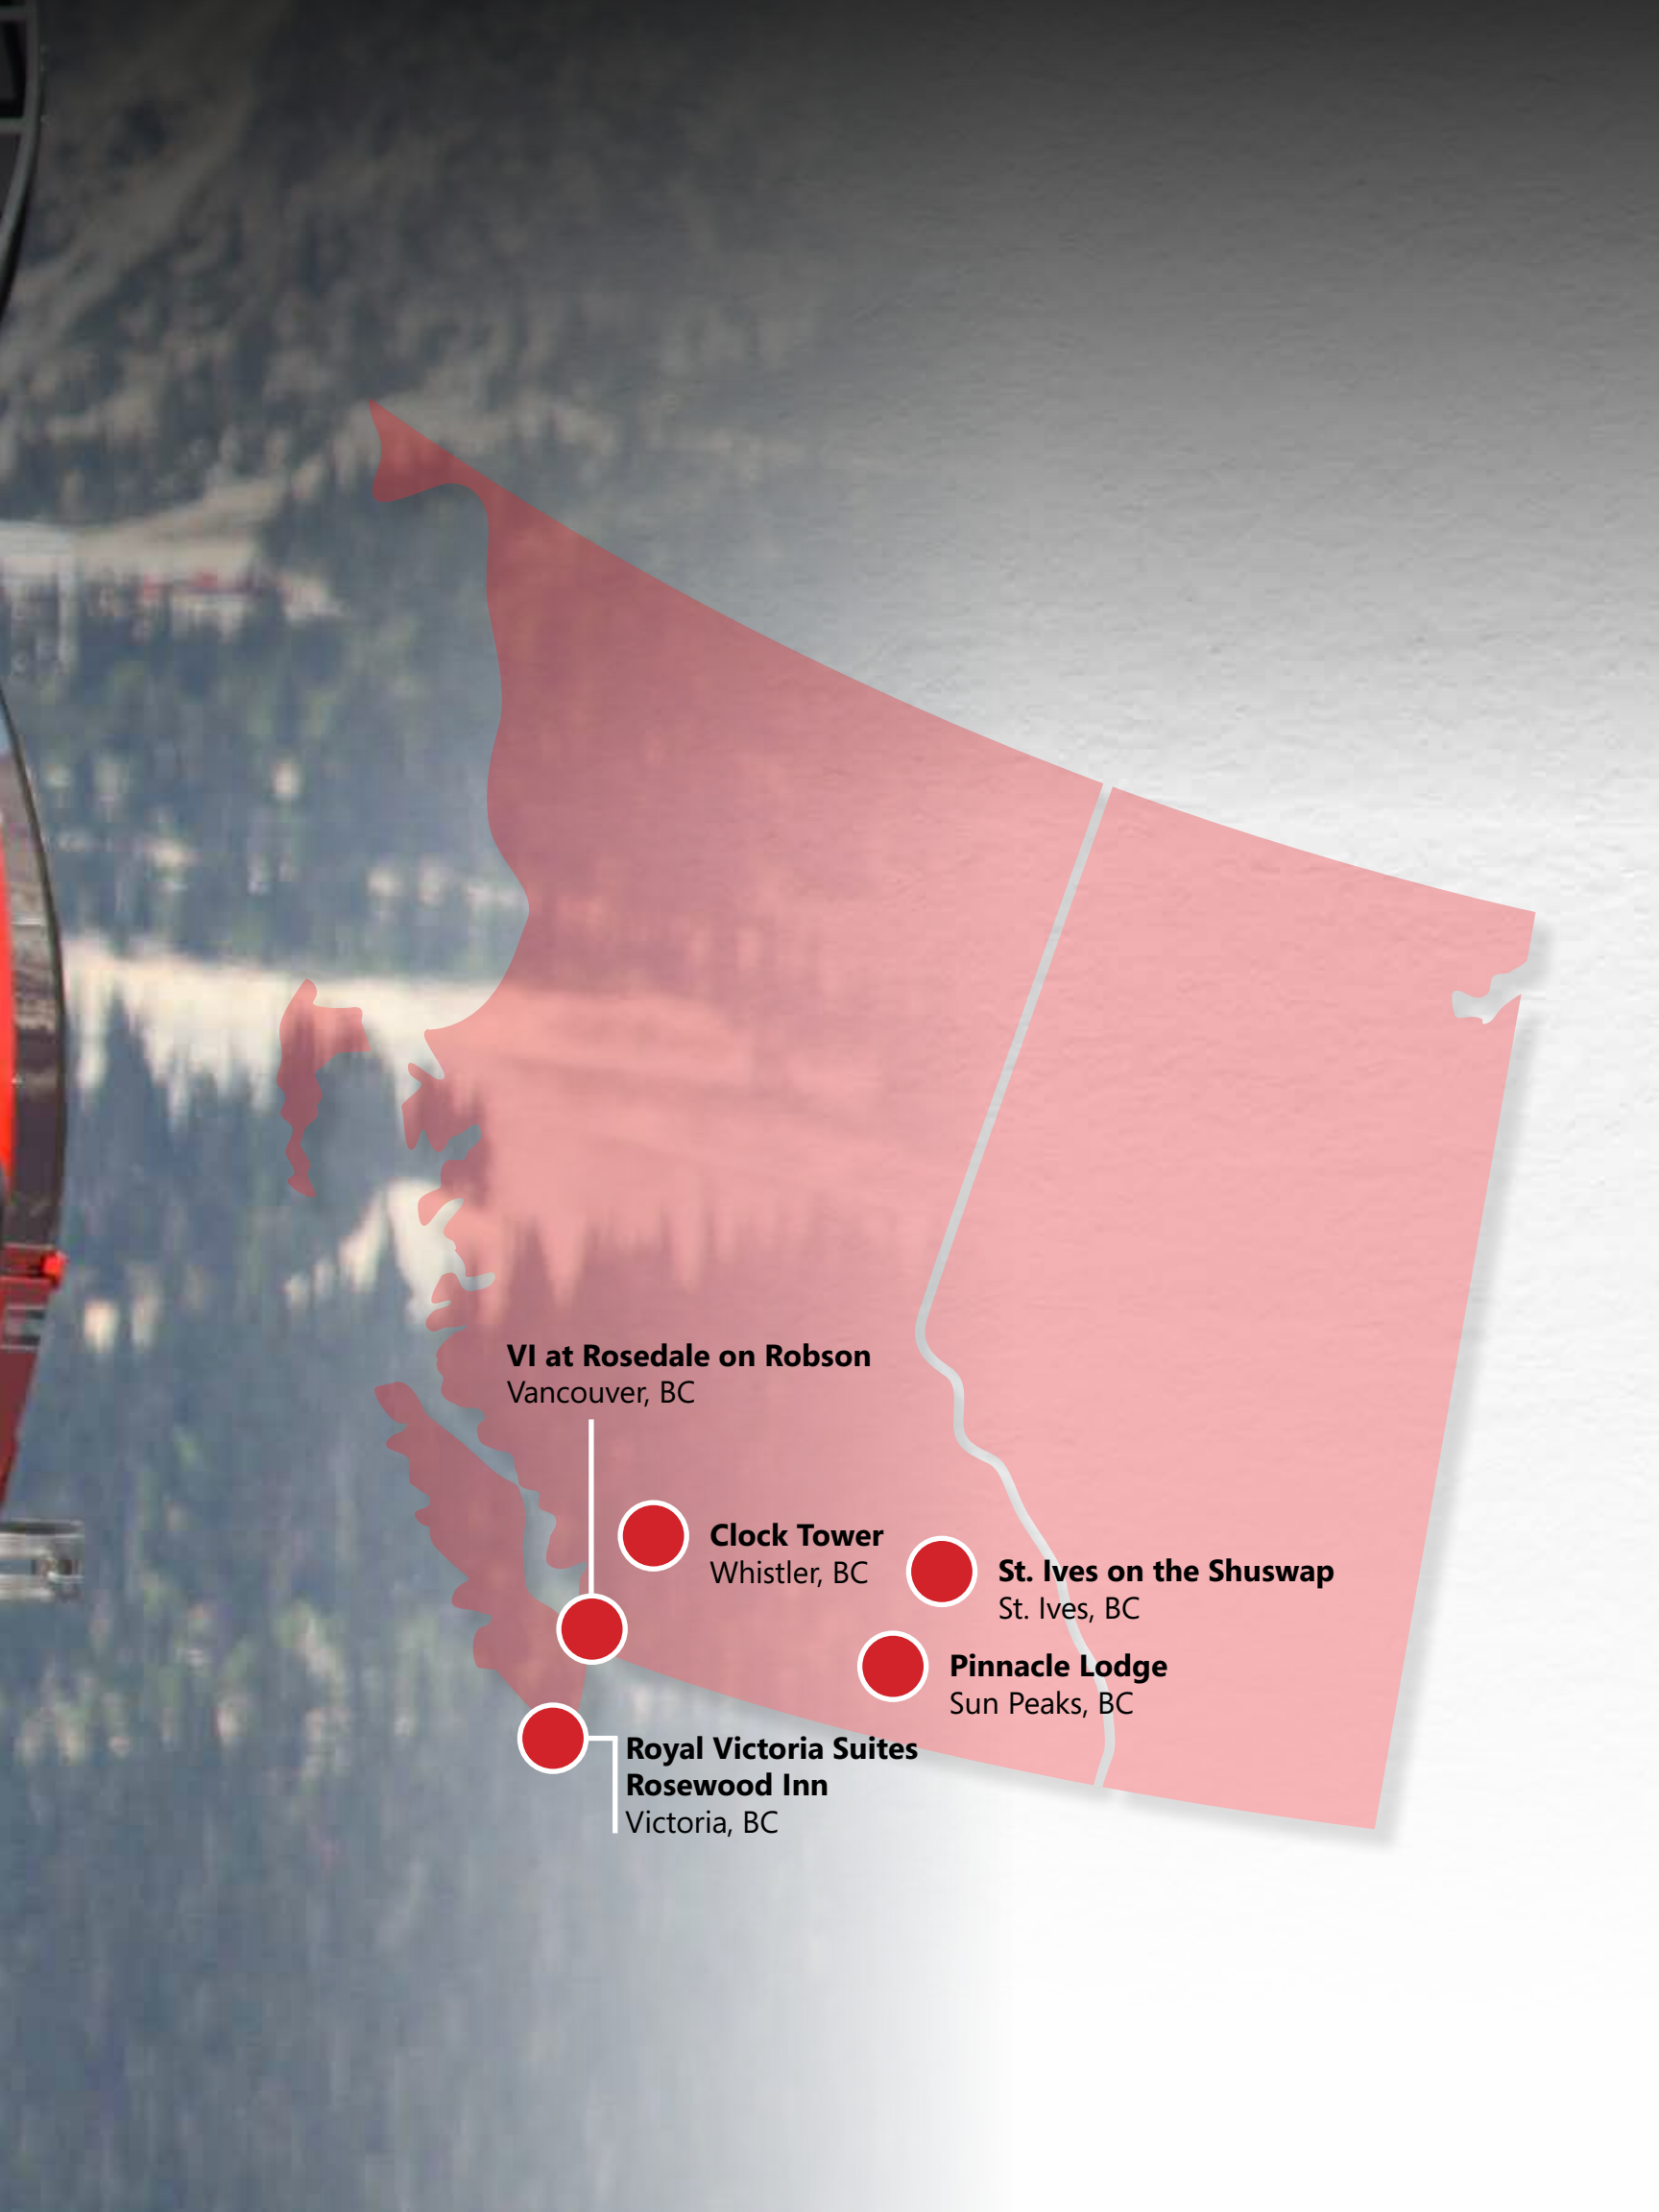 VI at Rosedale on Robson
Vancouver, BC
Clock Tower
Whistler, BC
St. Ives on the Shuswap
St. Ives, BC
Pinnacle Lodge
Sun Peaks, BC
Royal Victoria Suites
Rosewood Inn
Victoria, BC